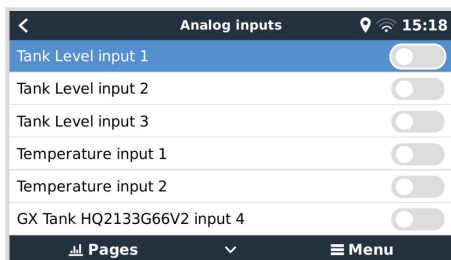 Analog inputs 15:18
Tank Level input 1
Tank Level input 2
Tank Level input 3
Temperature input 1
Temperature input 2
GX Tank HQ2133G66V2 input 4
Pages Menu